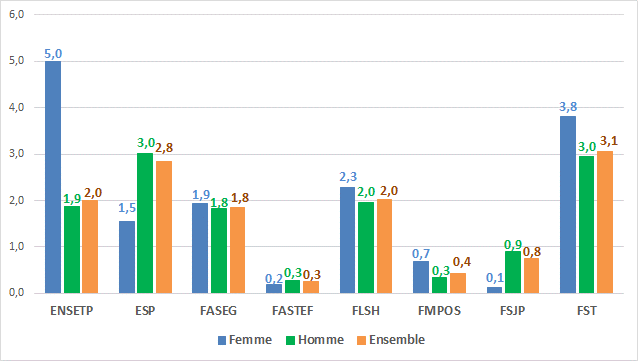 6,0
5,0
4,0
3,0
2,0
1,0
0,0
5,0 1,9 2,0
1,5 3,0 2,8
1,9 1,8 1,8
0,2 0,3 0,3
2,3 2,0 2,0
0,7 0,3 0,4
0,1 0,9 0,8
3,8 3,0 3,1
ENSETP ESP FASEG FASTEF FLSH FMPOS FSJP FST
Femme Homme Ensemble